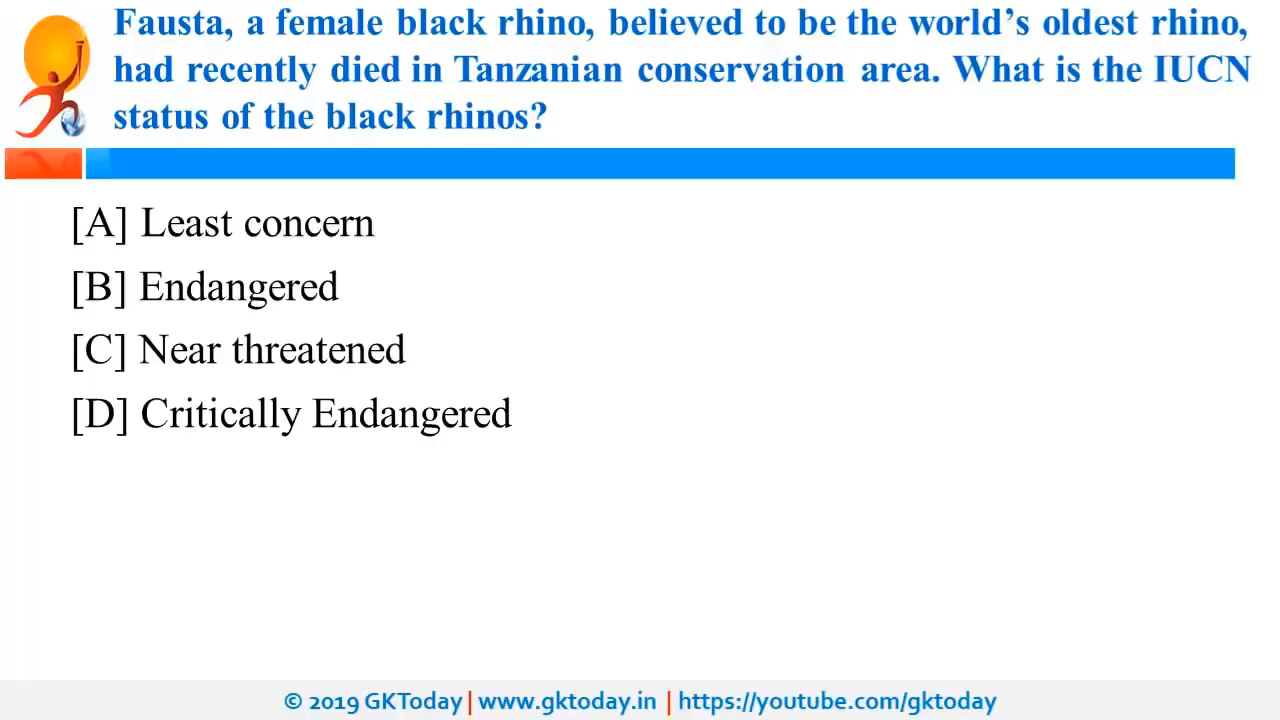 Fausta, a female black rhino, believed to be the world’s oldest rhino,
had recently died in Tanzanian conservation area. What is the IUCN
status of the black rhinos?
[A] Least concern
[B] Endangered
[C] Near threatened
[D] Critically Endangered
© 2019 GKToday | www.gktoday.in | https://youtube.com/gktoday